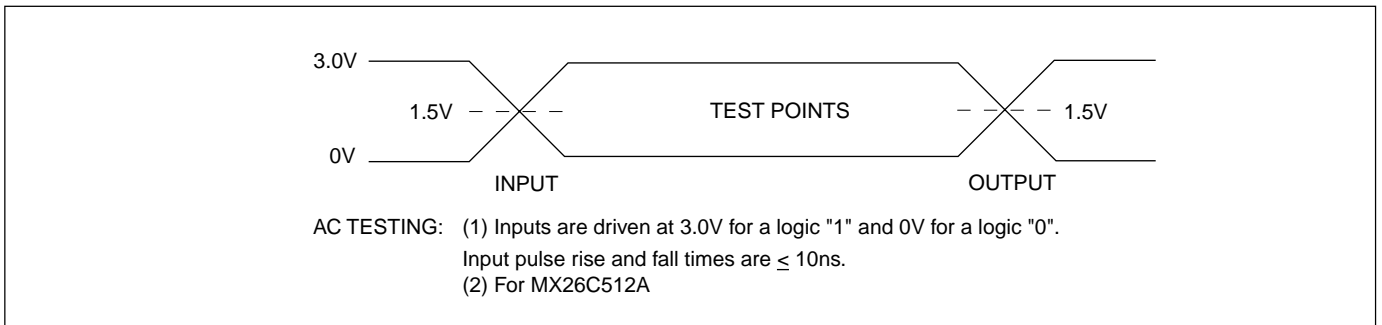 3.0V
1.5V
TEST POINTS
1.5V
0V
INPUT
OUTPUT
AC TESTING: (1) Inputs are driven at 3.0V for a logic "1" and 0V for a logic "0".
Input pulse rise and fall times are ≤ 10ns.
(2) For MX26C512A